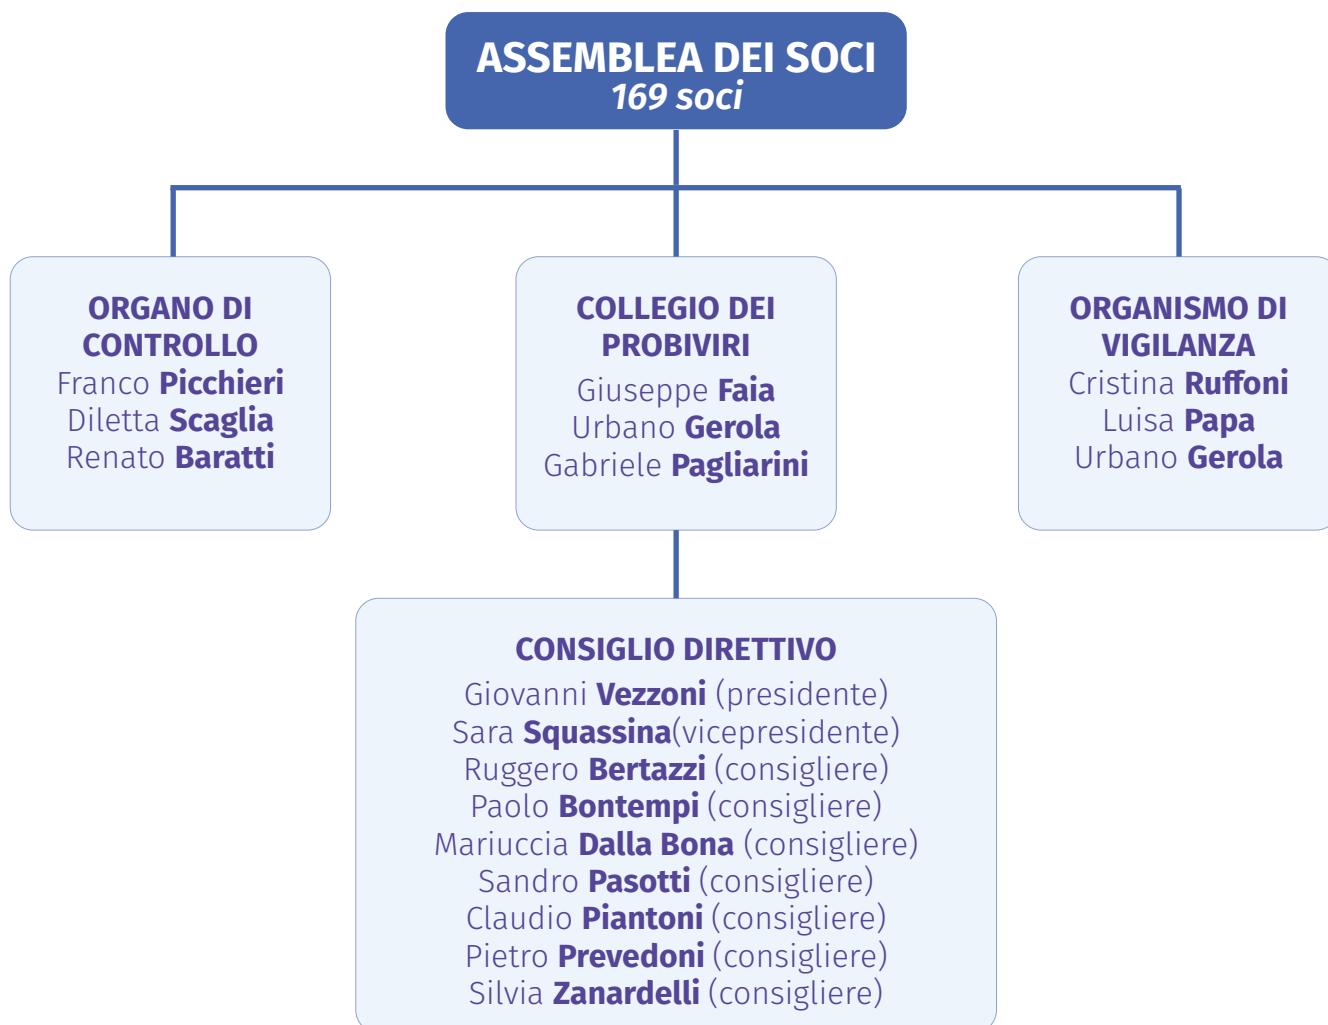 ASSEMBLEA DEI SOCI
169 soci
ORGANO DI
CONTROLLO
Franco Picchieri
Diletta Scaglia
Renato Baratti
COLLEGIO DEI
PROBIVIRI
Giuseppe Faia
Urbano Gerola
Gabriele Pagliarini
ORGANISMO DI
VIGILANZA
Cristina Ruffoni
Luisa Papa
Urbano Gerola
CONSIGLIO DIRETTIVO
Giovanni Vezzoni (presidente)
Sara Squassina(vicepresidente)
Ruggero Bertazzi (consigliere)
Paolo Bontempi (consigliere)
Mariuccia Dalla Bona (consigliere)
Sandro Pasotti (consigliere)
Claudio Piantoni (consigliere)
Pietro Prevedoni (consigliere)
Silvia Zanardelli (consigliere)